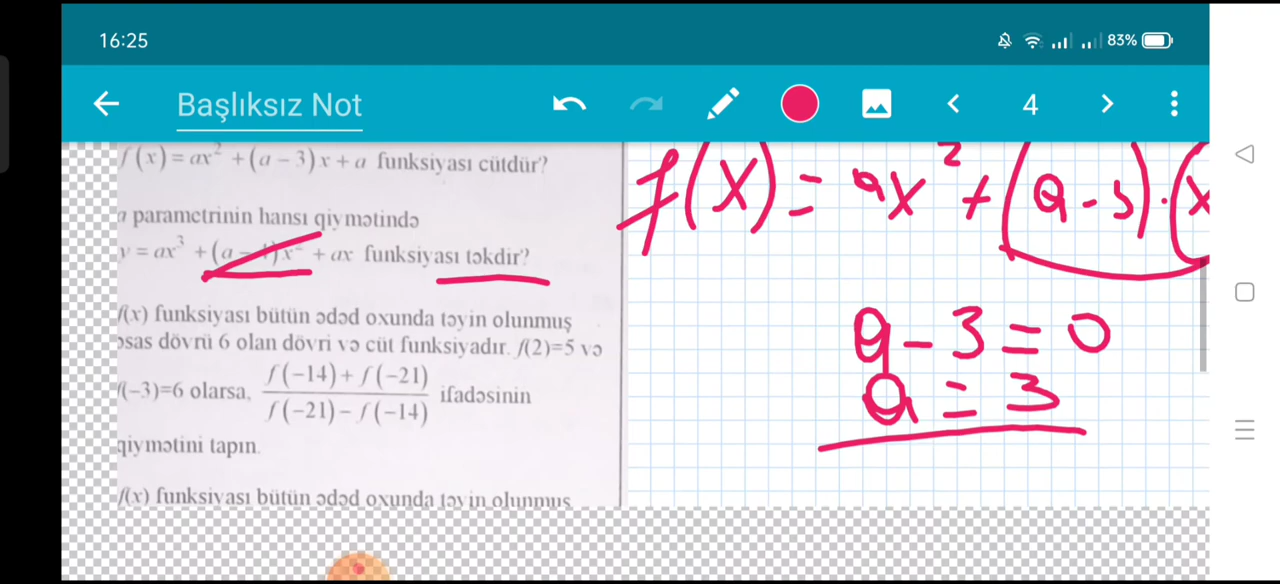 16:25
83%
Başlıksız Not
4
f(x) = ax² + (a − 3)x + a funksiyası cütdür?
parametrinin hansı qiymətində
y = ax³ + (a − )x + ax funksiyası təkdir?
f(x) funksiyası bütün ədəd oxunda təyin olunmuş
əsas dövrü 6 olan dövri və cüt funksiyadır. f(2)=5 və
f(−3)=6 olarsa, f(−14) + f(−21) / f(−21) − f(−14) ifadəsinin
qiymətini tapın.
f(x) funksiyası bütün ədəd oxunda təyin olunmuş
f(x) = ax² + (a − 3) · (x
a − 3 = 0
a = 3